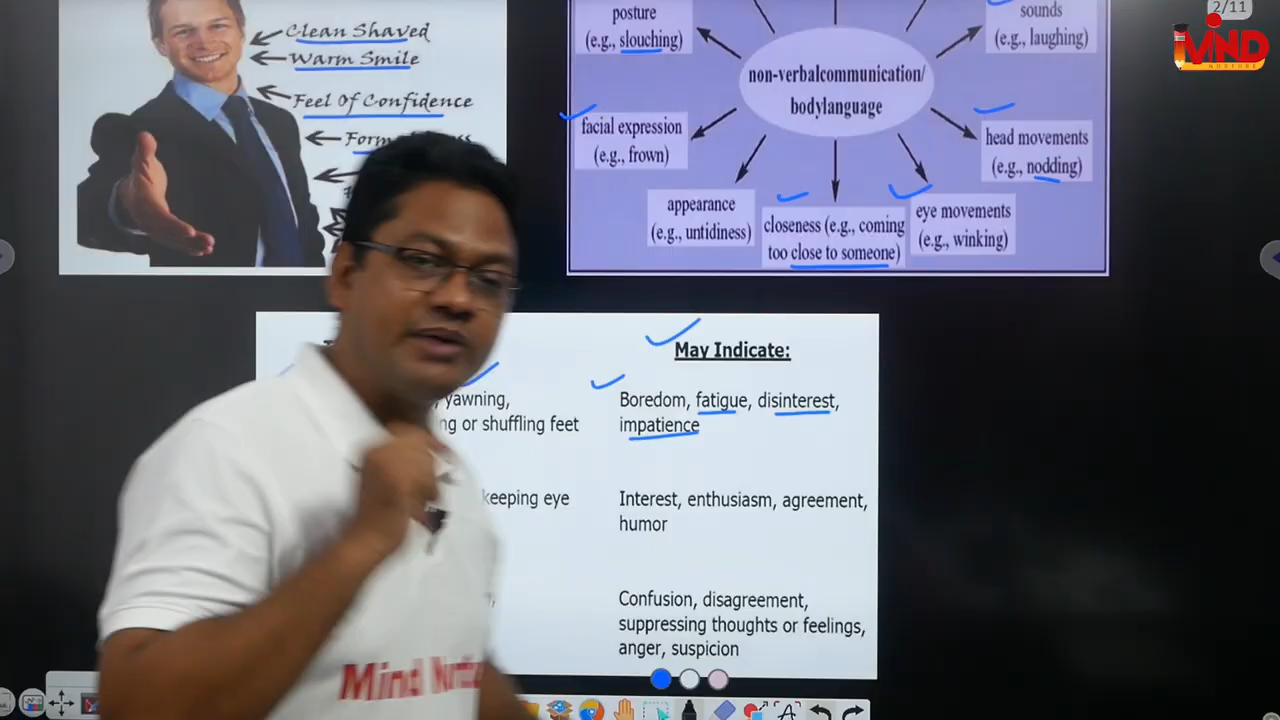 Clean Shaved
Warm Smile
Feel Of Confidence
posture
(e.g., slouching)
non-verbalcommunication/
bodylanguage
sounds
(e.g., laughing)
facial expression
(e.g., frown)
head movements
(e.g., nodding)
appearance
(e.g., untidiness)
closeness (e.g., coming
too close to someone)
eye movements
(e.g., winking)
2/11
MIND
NURTURE
May Indicate:
yawning,
or shuffling feet
Boredom, fatigue, disinterest,
impatience
keeping eye
Interest, enthusiasm, agreement,
humor
Confusion, disagreement,
suppressing thoughts or feelings,
anger, suspicion
Mind